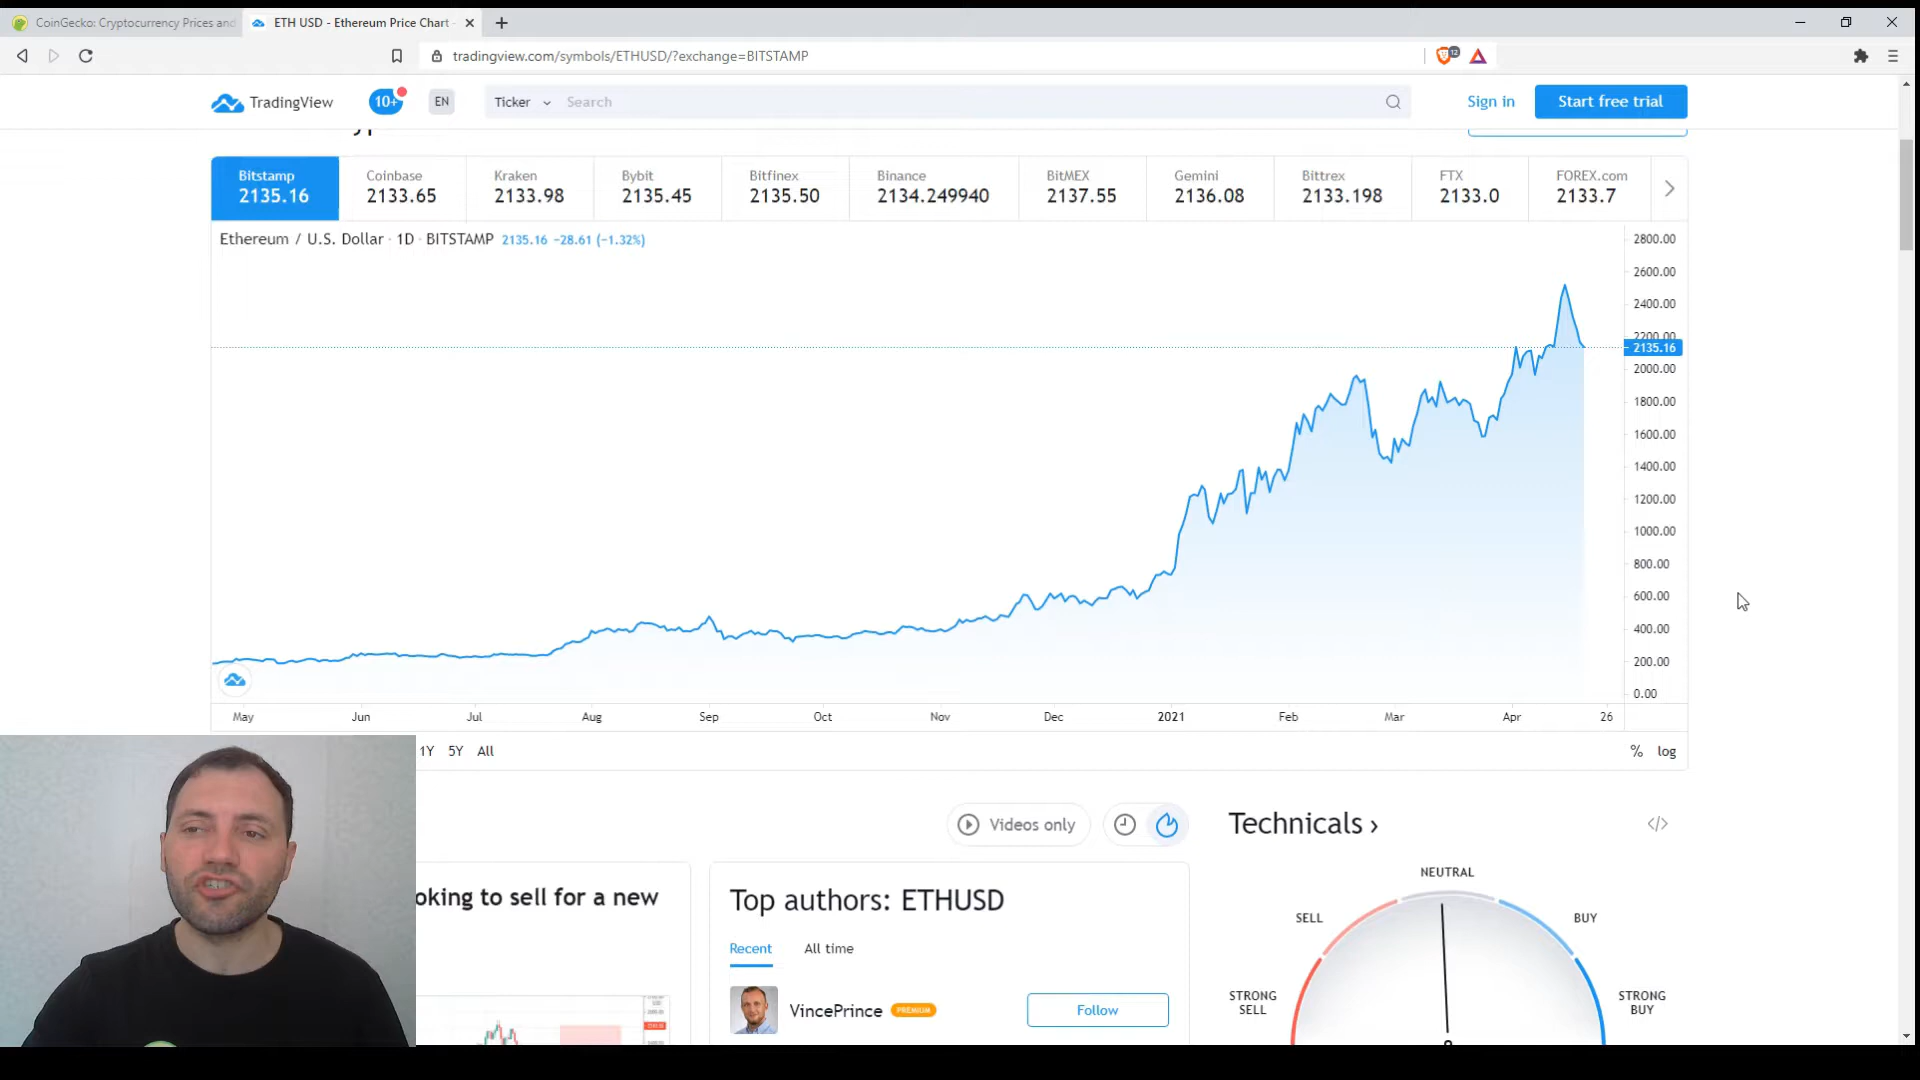 CoinGecko: Cryptocurrency Prices and
ETH USD - Ethereum Price Chart -
tradingview.com/symbols/ETHUSD/?exchange=BITSTAMP
12
TradingView
10+
EN
Ticker
Search
Sign in
Start free trial
Bitstamp
2135.16
Coinbase
2133.65
Kraken
2133.98
Bybit
2135.45
Bitfinex
2135.50
Binance
2134.249940
BitMEX
2137.55
Gemini
2136.08
Bittrex
2133.198
FTX
2133.0
FOREX.com
2133.7
Ethereum / U.S. Dollar · 1D · BITSTAMP 2135.16 −28.61 (−1.32%)
2800.00
2600.00
2400.00
2200.00
2135.16
2000.00
1800.00
1600.00
1400.00
1200.00
1000.00
800.00
600.00
400.00
200.00
0.00
May Jun Jul Aug Sep Oct Nov Dec 2021 Feb Mar Apr 26
1Y 5Y All
% log
Videos only
Technicals ›
</>
oking to sell for a new
Top authors: ETHUSD
Recent All time
VincePrince PREMIUM
Follow
NEUTRAL
SELL
BUY
STRONG
SELL
STRONG
BUY